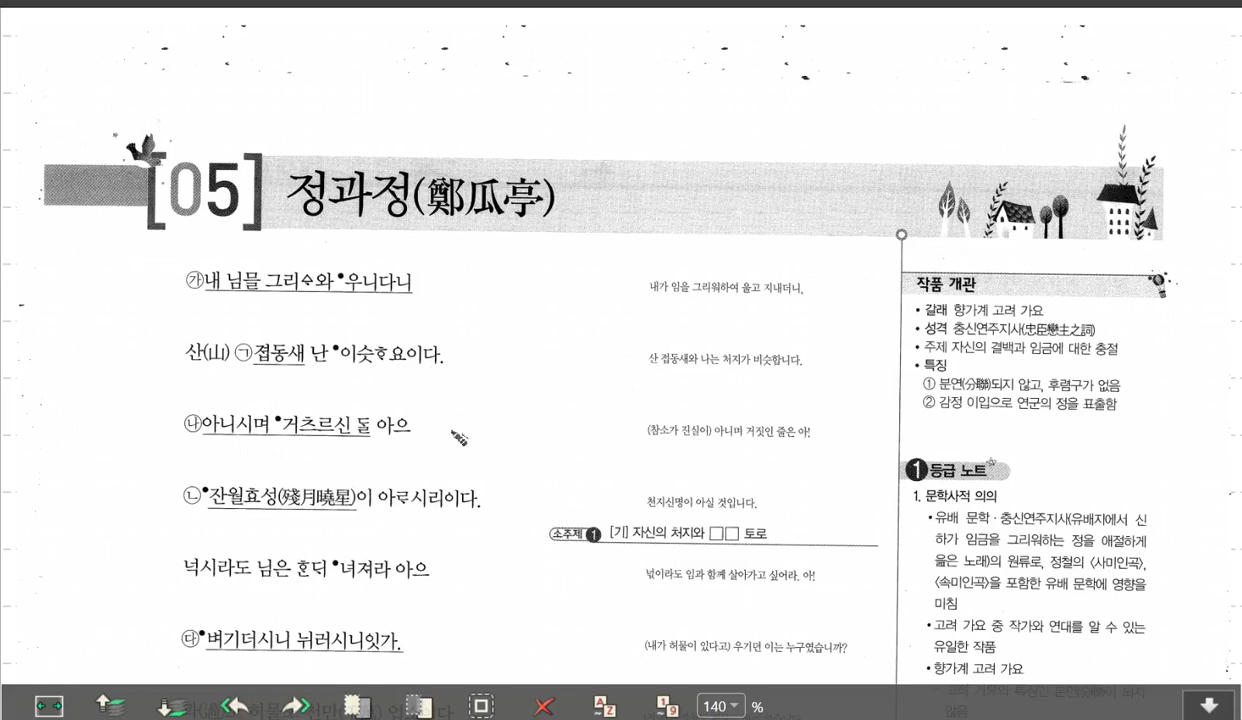 [05] 정과정(鄭瓜亭)
㉮내 님믈 그리ᅀᆞ와 •우니다니
내가 임을 그리워하여 울고 지내더니,
산(山) ㉠접동새 난 •이슷ᄒᆞ요이다.
산 접동새와 나는 처지가 비슷합니다.
㉯아니시며 •거츠르신 ᄃᆞᆯ 아으
(참소가 진실이) 아니며 거짓인 줄은 아!
㉡•잔월효성(殘月曉星)이 아ᄅᆞ시리이다.
천지신명이 아실 것입니다.
소주제 1 [기] 자신의 처지와 □□ 토로
넉시라도 님은 ᄒᆞᆫᄃᆡ •녀져라 아으
넋이라도 임과 함께 살아가고 싶어라. 아!
㉰•벼기더시니 뉘러시니잇가.
(내가 허물이 있다고) 우기던 이는 누구였습니까?
작품 개관
• 갈래 향가계 고려 가요
• 성격 충신연주지사(忠臣戀主之詞)
• 주제 자신의 결백과 임금에 대한 충절
• 특징
① 분연(分聯)되지 않고, 후렴구가 없음
② 감정 이입으로 연군의 정을 표출함
1등급 노트
1. 문학사적 의의
• 유배 문학 · 충신연주지사(유배지에서 신
하가 임금을 그리워하는 정을 애절하게
읊은 노래)의 원류로, 정철의 〈사미인곡〉,
〈속미인곡〉을 포함한 유배 문학에 영향을
미침
• 고려 가요 중 작가와 연대를 알 수 있는
유일한 작품
• 향가계 고려 가요
않음
140 %